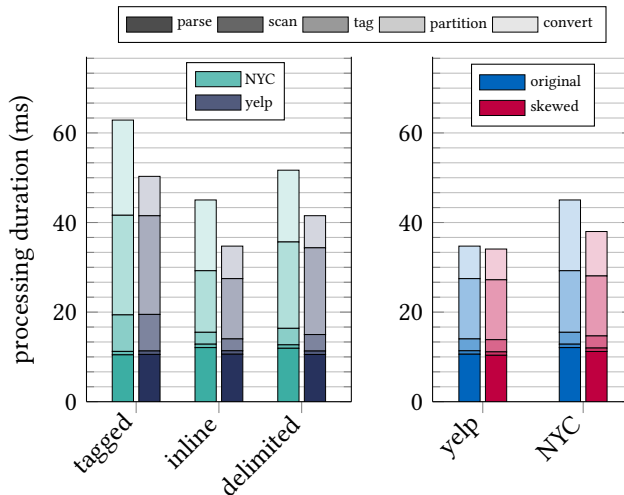 parse scan tag partition convert
processing duration (ms)
60
40
20
0
NYC
yelp
tagged
inline
delimited
60
40
20
0
original
skewed
yelp
NYC